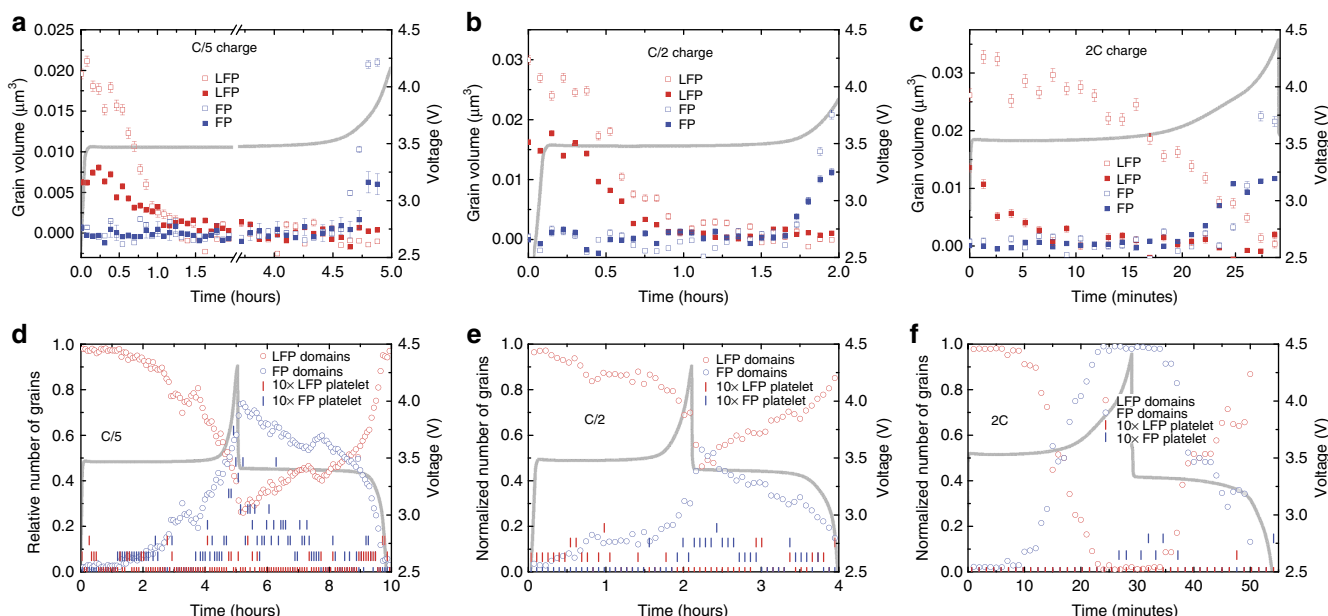 a
C/5 charge
LFP
LFP
FP
FP
0.025
0.020
0.015
0.010
0.005
0.000
Grain volume (μm³)
4.5
4.0
3.5
3.0
2.5
Voltage (V)
0.0 0.5 1.0 4.0 4.5 5.0
Time (hours)
b
C/2 charge
LFP
LFP
FP
FP
0.03
0.02
0.01
0.00
Grain volume (μm³)
4.5
4.0
3.5
3.0
2.5
Voltage (V)
0.0 0.5 1.0 1.5 2.0
Time (hours)
c
2C charge
LFP
LFP
FP
FP
0.03
0.02
0.01
0.00
Grain volume (μm³)
4.5
4.0
3.5
3.0
2.5
Voltage (V)
0 5 10 15 20 25
Time (minutes)
d
LFP domains
FP domains
10× LFP platelet
10× FP platelet
C/5
1.0
0.8
0.6
0.4
0.2
0.0
Relative number of grains
4.5
4.0
3.5
3.0
2.5
Voltage (V)
0 2 4 6 8 10
Time (hours)
e
LFP domains
FP domains
10× LFP platelet
10× FP platelet
C/2
1.0
0.8
0.6
0.4
0.2
0.0
Normalized number of grains
4.5
4.0
3.5
3.0
2.5
Voltage (V)
0 1 2 3 4
Time (hours)
f
LFP domains
FP domains
10× LFP platelet
10× FP platelet
2C
1.0
0.8
0.6
0.4
0.2
0.0
Normalized number of grains
4.5
4.0
3.5
3.0
2.5
Voltage (V)
0 10 20 30 40 50
Time (minutes)